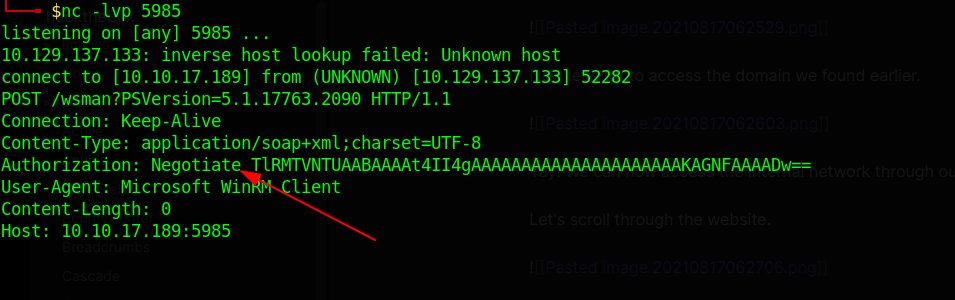 $nc -lvp 5985
listening on [any] 5985 ...
![[Pasted image 20210817062529.png]]
10.129.137.133: inverse host lookup failed: Unknown host
connect to [10.10.17.189] from (UNKNOWN) [10.129.137.133] 52282
to access the domain we found earlier.
POST /wsman?PSVersion=5.1.17763.2090 HTTP/1.1
Connection: Keep-Alive
![[Pasted image 20210817062603.png]]
Content-Type: application/soap+xml;charset=UTF-8
Authorization: Negotiate TlRMTVNTUAABAAAAt4II4gAAAAAAAAAAAAAAAAAAAAAKAGNFAAAADw==
network through ou
User-Agent: Microsoft WinRM Client
Content-Length: 0
Let's scroll through the website.
Host: 10.10.17.189:5985
Breadcrumbs
![[Pasted image 20210817062706.png]]
Cascade